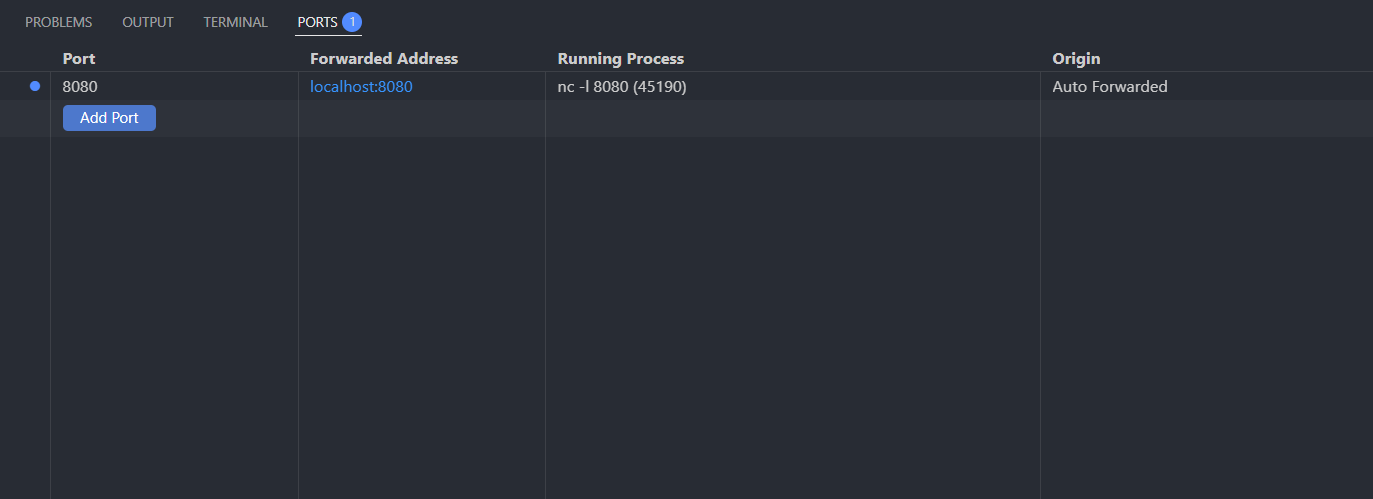 PROBLEMS OUTPUT TERMINAL PORTS 1
Port Forwarded Address Running Process Origin
8080 localhost:8080 nc -l 8080 (45190) Auto Forwarded
Add Port